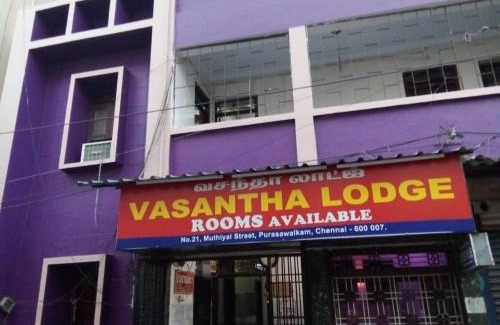 வசந்தா லாட்ஜ்
VASANTHA LODGE
ROOMS AVAILABLE
No.21, Muthiyal Street, Purasawalkam, Chennai - 600 007.